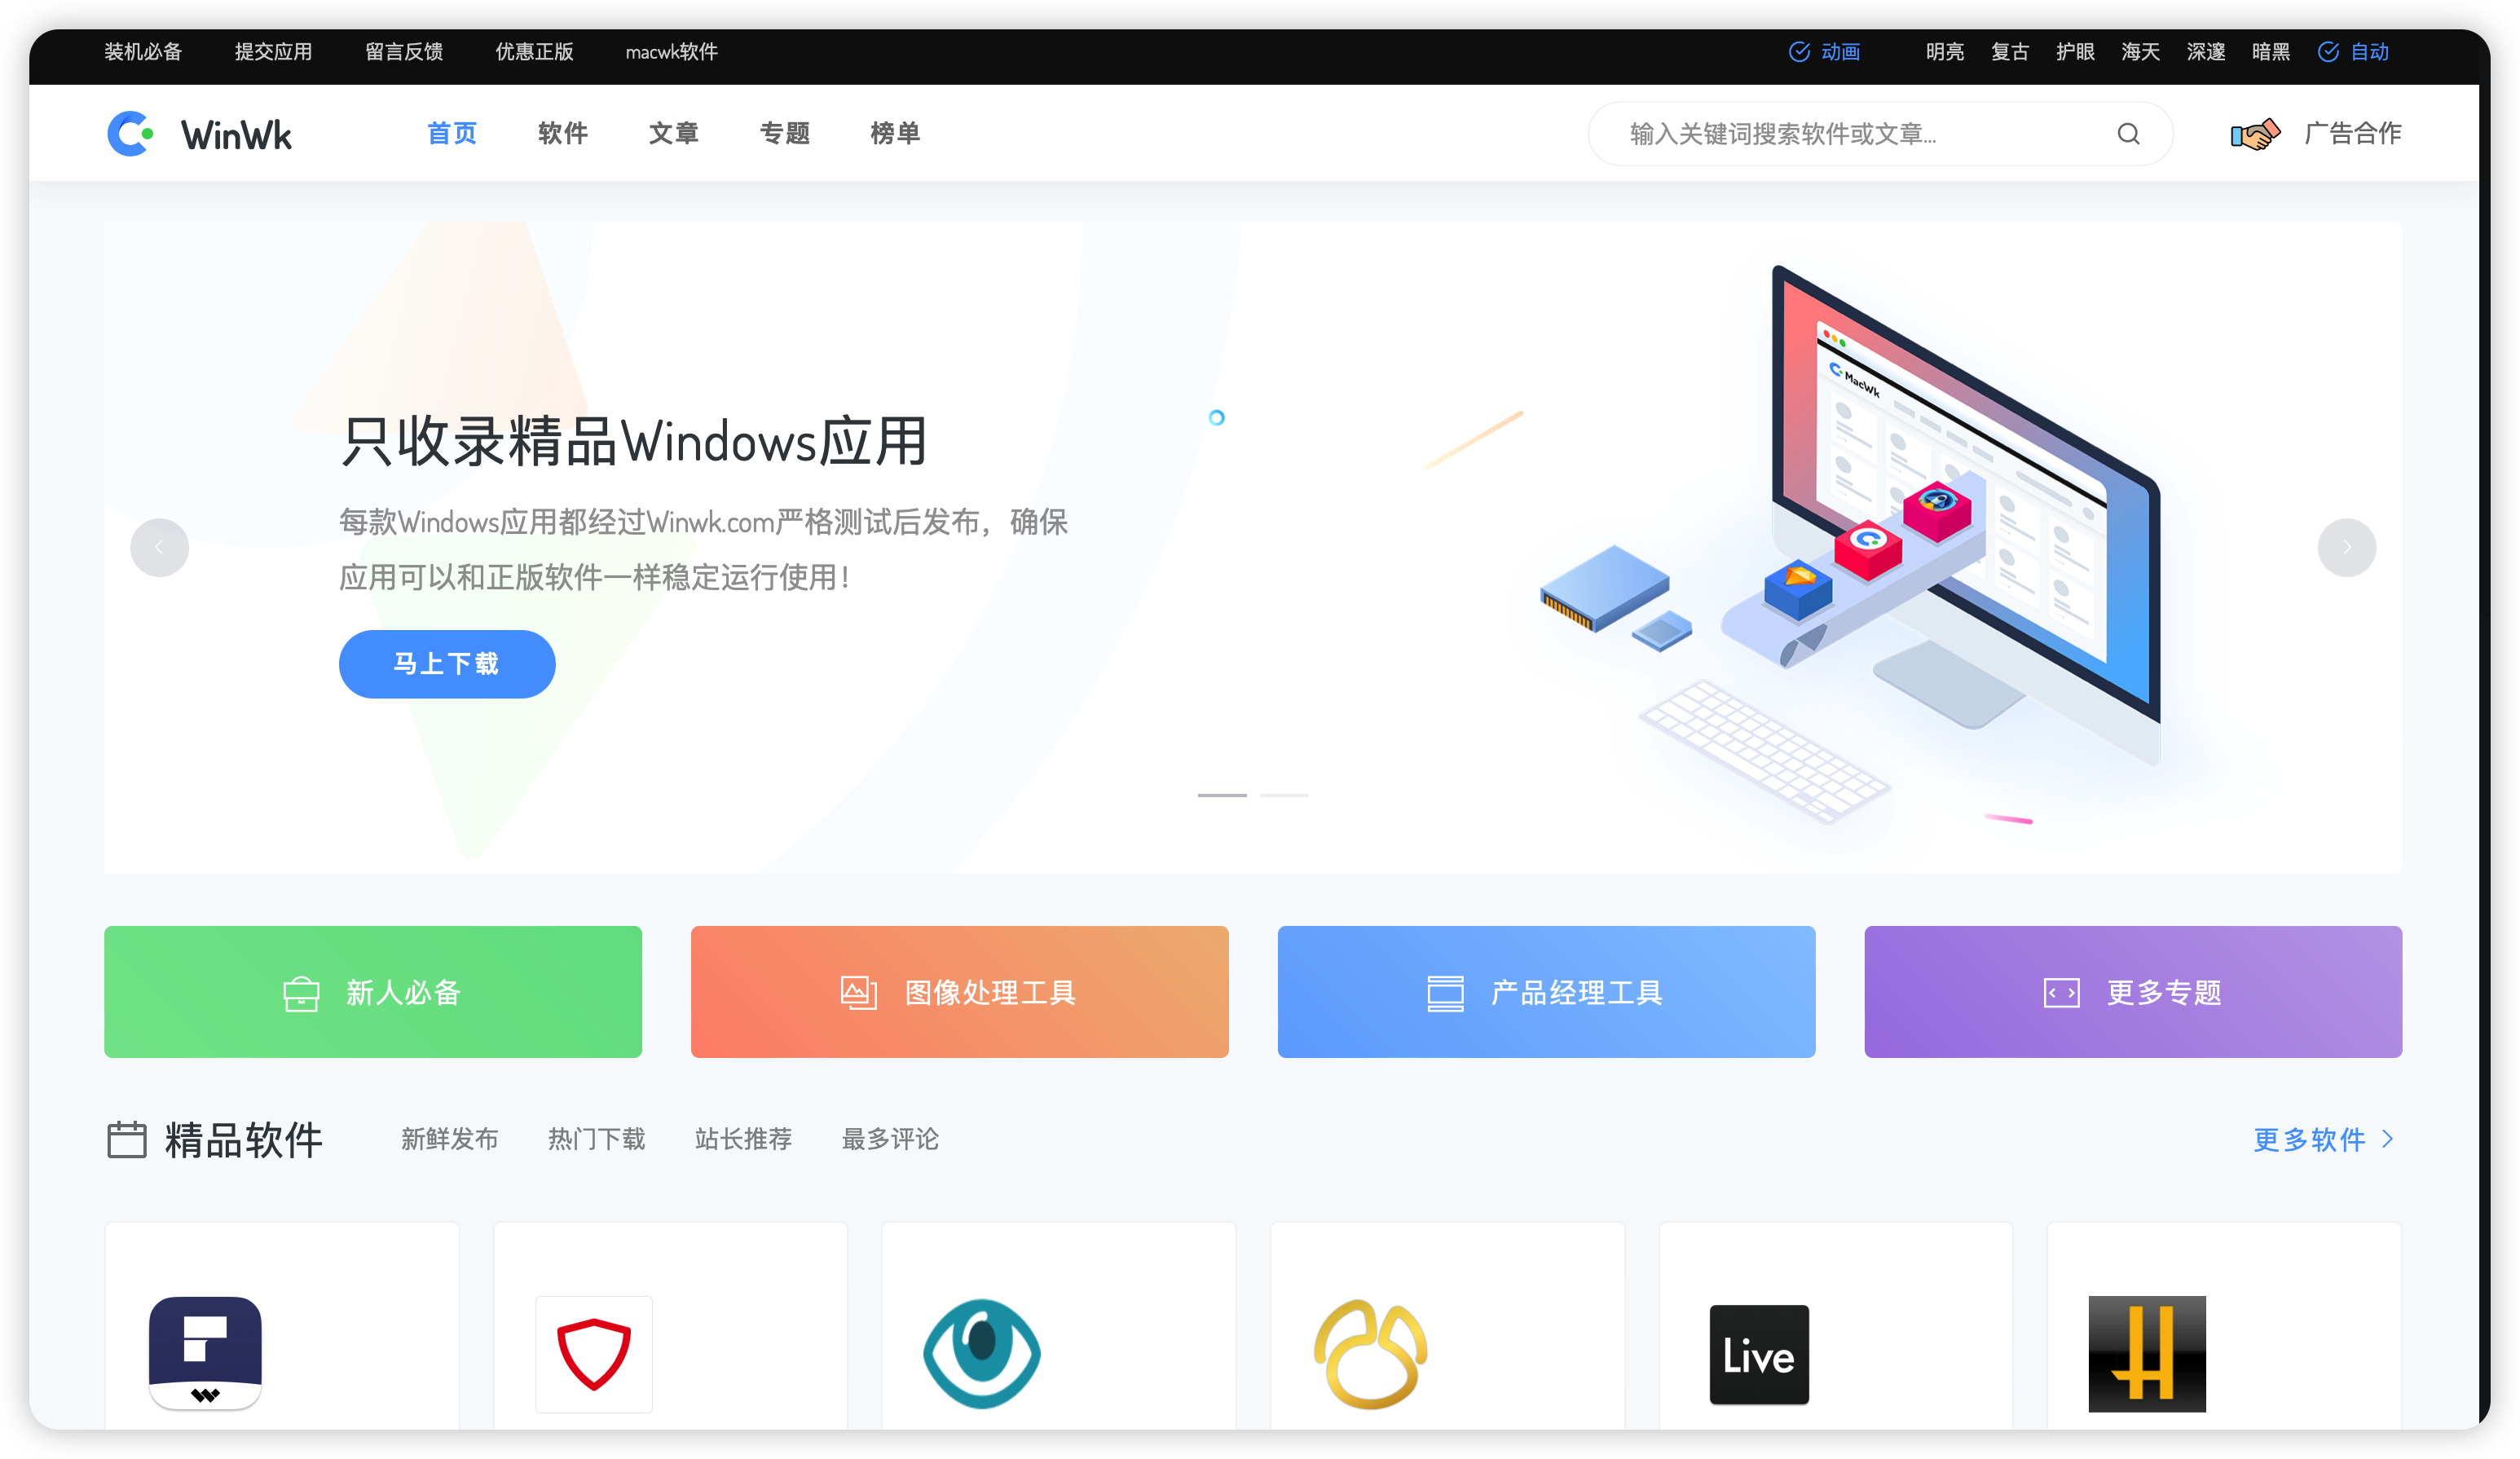 装机必备 提交应用 留言反馈 优惠正版 macwk软件 动画 明亮 复古 护眼 海天 深邃 暗黑 自动
WinWk 首页 软件 文章 专题 榜单 输入关键词搜索软件或文章... 广告合作
MacWk
只收录精品Windows应用
每款Windows应用都经过Winwk.com严格测试后发布，确保
应用可以和正版软件一样稳定运行使用！
马上下载
新人必备 图像处理工具 产品经理工具 更多专题
精品软件 新鲜发布 热门下载 站长推荐 最多评论 更多软件
Live